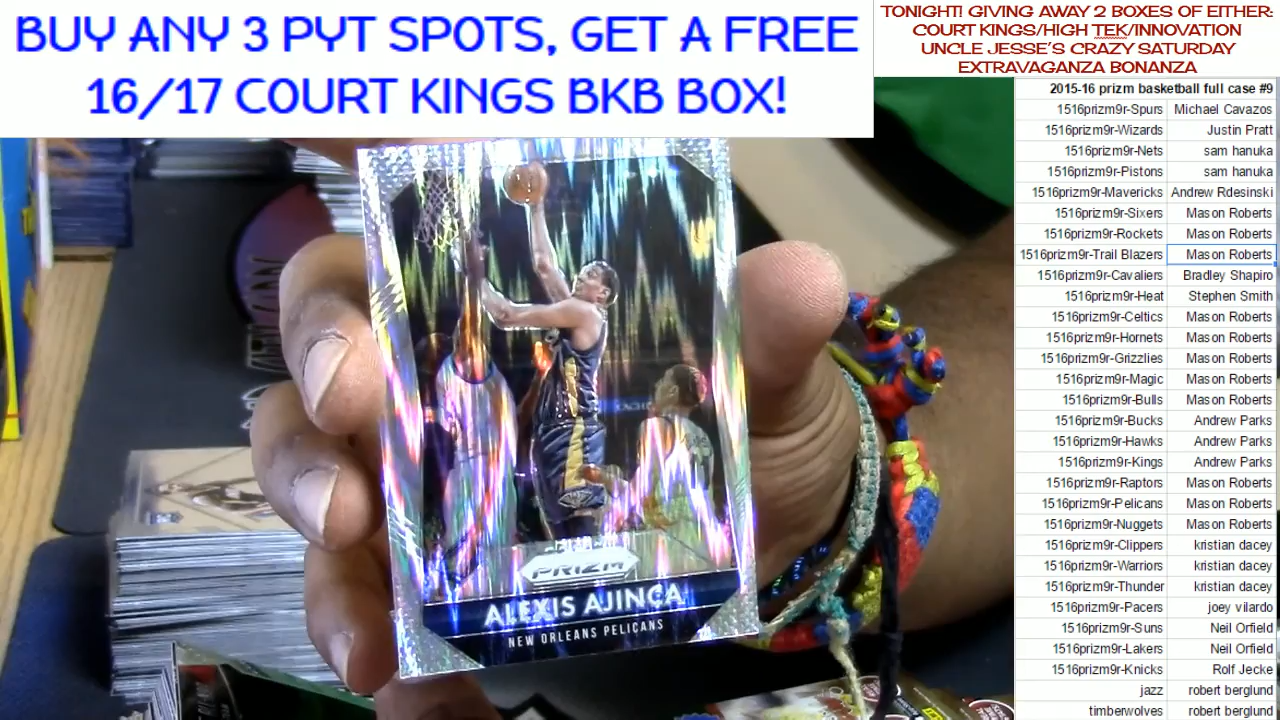 BUY ANY 3 PYT SPOTS, GET A FREE
16/17 COURT KINGS BKB BOX!
TONIGHT! GIVING AWAY 2 BOXES OF EITHER:
COURT KINGS/HIGH TEK/INNOVATION
UNCLE JESSE'S CRAZY SATURDAY
EXTRAVAGANZA BONANZA
2015-16 prizm basketball full case #9
1516prizm9r-Spurs Michael Cavazos
1516prizm9r-Wizards Justin Pratt
1516prizm9r-Nets sam hanuka
1516prizm9r-Pistons sam hanuka
1516prizm9r-Mavericks Andrew Rdesinski
1516prizm9r-Sixers Mason Roberts
1516prizm9r-Rockets Mason Roberts
1516prizm9r-Trail Blazers Mason Roberts
1516prizm9r-Cavaliers Bradley Shapiro
1516prizm9r-Heat Stephen Smith
1516prizm9r-Celtics Mason Roberts
1516prizm9r-Hornets Mason Roberts
1516prizm9r-Grizzlies Mason Roberts
1516prizm9r-Magic Mason Roberts
1516prizm9r-Bulls Mason Roberts
1516prizm9r-Bucks Andrew Parks
1516prizm9r-Hawks Andrew Parks
1516prizm9r-Kings Andrew Parks
1516prizm9r-Raptors Mason Roberts
1516prizm9r-Pelicans Mason Roberts
1516prizm9r-Nuggets Mason Roberts
1516prizm9r-Clippers kristian dacey
1516prizm9r-Warriors kristian dacey
1516prizm9r-Thunder kristian dacey
1516prizm9r-Pacers joey vilardo
1516prizm9r-Suns Neil Orfield
1516prizm9r-Lakers Neil Orfield
1516prizm9r-Knicks Rolf Jecke
jazz robert berglund
timberwolves robert berglund
PRIZM
ALEXIS AJINCA
NEW ORLEANS PELICANS